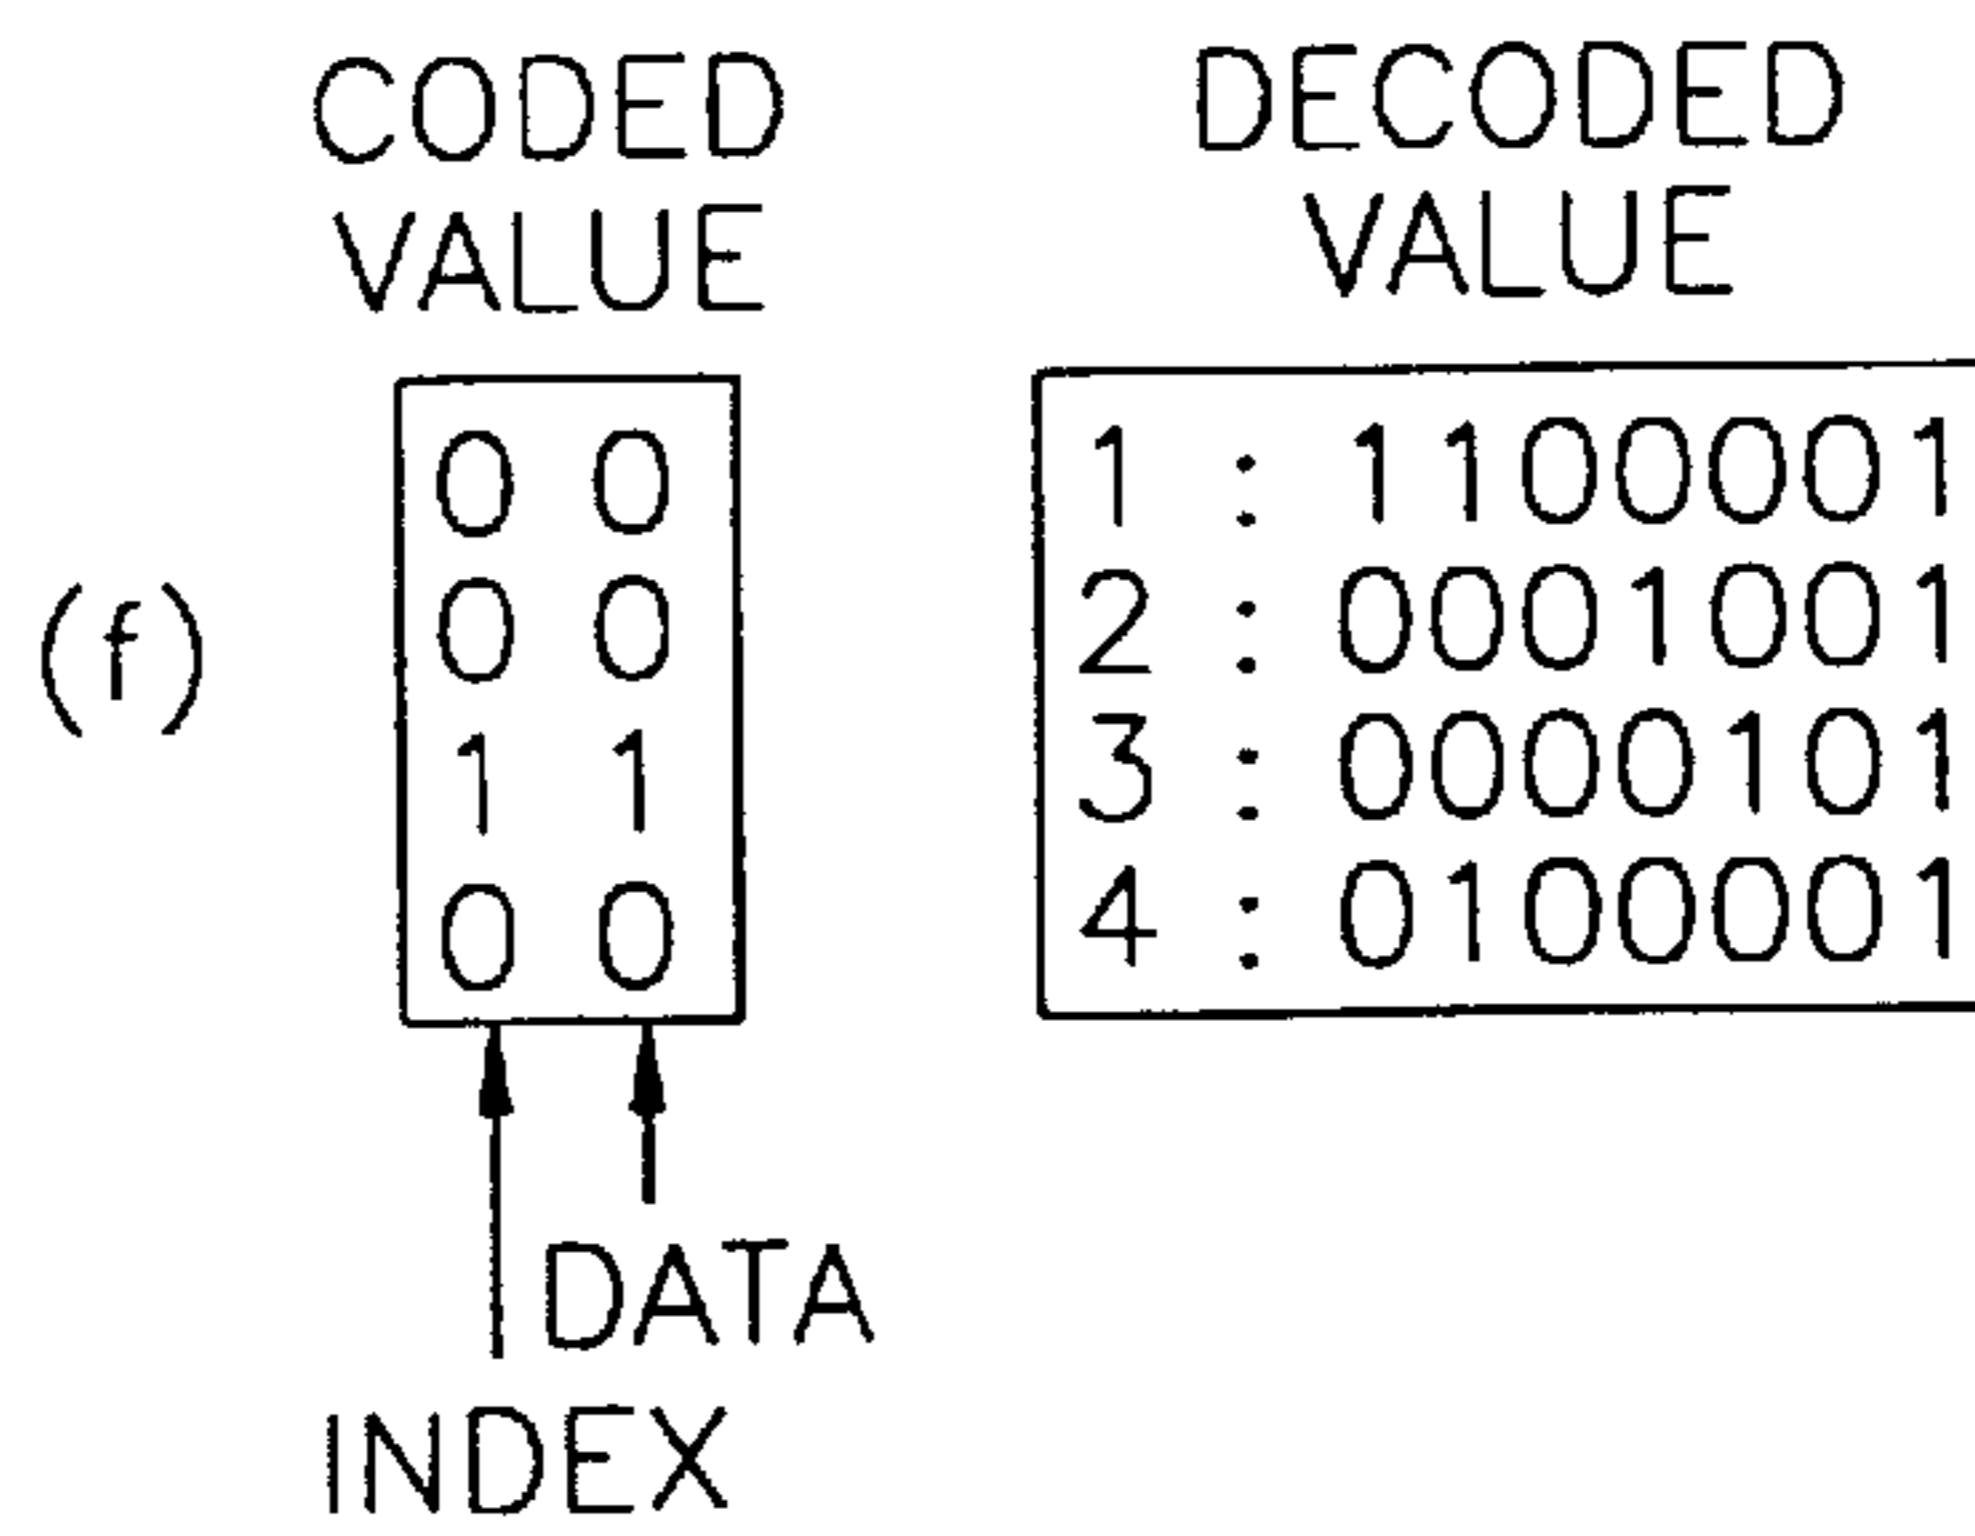 CODED DECODED
VALUE VALUE
0 0 1 : 1100001
0 0 2 : 0001001
(f)
1 1 3 : 0000101
0 0 4 : 0100001
DATA
INDEX